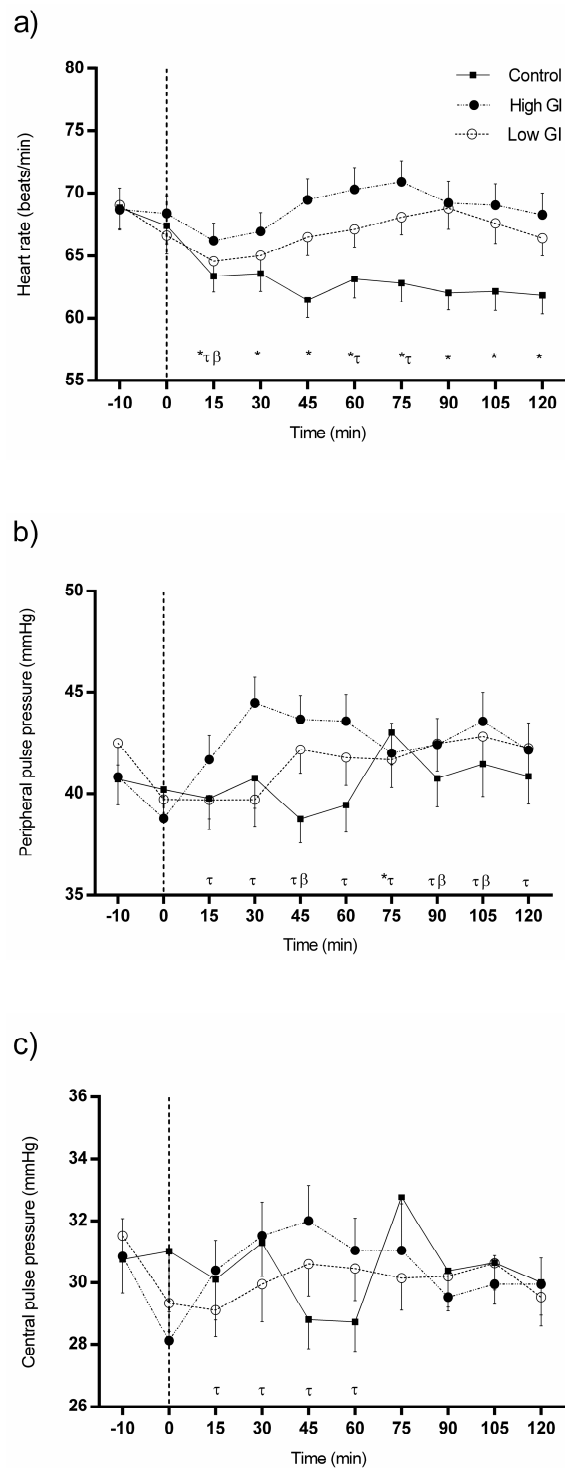 a)
80
75
70
65
60
55
Heart rate (beats/min)
Control
High GI
Low GI
*τβ * * *τ *τ * * *
-10 0 15 30 45 60 75 90 105 120
Time (min)
b)
50
45
40
35
Peripheral pulse pressure (mmHg)
τ τ τβ τ *τ τβ τβ τ
-10 0 15 30 45 60 75 90 105 120
Time (min)
c)
36
34
32
30
28
26
Central pulse pressure (mmHg)
τ τ τ τ
-10 0 15 30 45 60 75 90 105 120
Time (min)